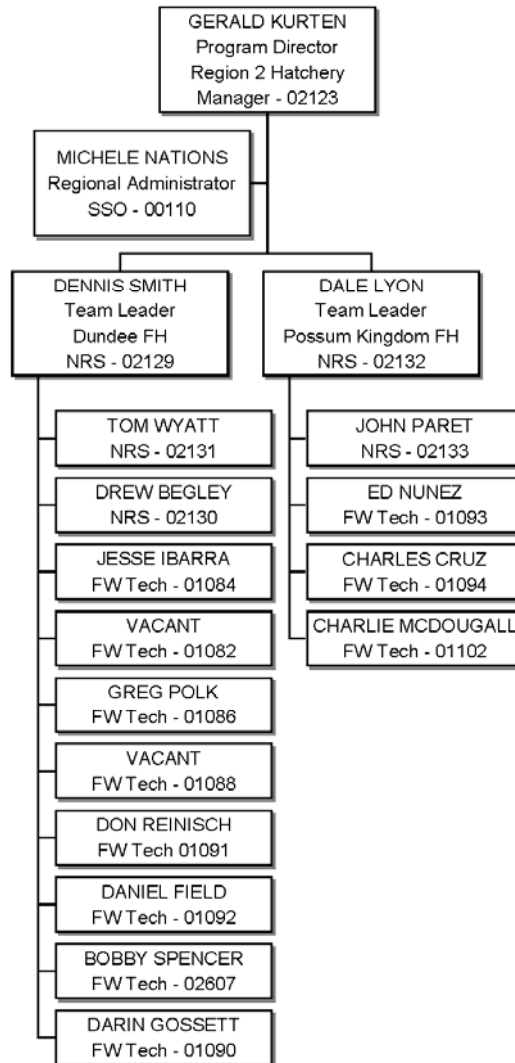 GERALD KURTEN
Program Director
Region 2 Hatchery
Manager - 02123
MICHELE NATIONS
Regional Administrator
SSO - 00110
DENNIS SMITH
Team Leader
Dundee FH
NRS - 02129
DALE LYON
Team Leader
Possum Kingdom FH
NRS - 02132
TOM WYATT
NRS - 02131
DREW BEGLEY
NRS - 02130
JESSE IBARRA
FW Tech - 01084
VACANT
FW Tech - 01082
GREG POLK
FW Tech - 01086
VACANT
FW Tech - 01088
DON REINISCH
FW Tech 01091
DANIEL FIELD
FW Tech - 01092
BOBBY SPENCER
FW Tech - 02607
DARIN GOSSETT
FW Tech - 01090
JOHN PARET
NRS - 02133
ED NUNEZ
FW Tech - 01093
CHARLES CRUZ
FW Tech - 01094
CHARLIE MCDOUGALL
FW Tech - 01102